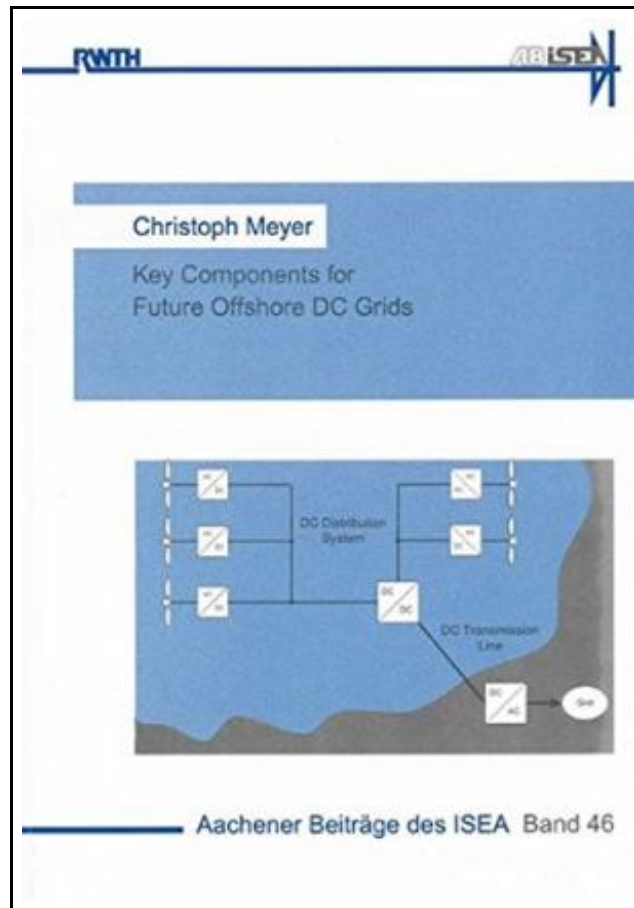 RWTH
AB ISEA
Christoph Meyer
Key Components for
Future Offshore DC Grids
DC Distribution
System
DC
DC
DC Transmission
Line
DC
AC
Grid
Aachener Beiträge des ISEA Band 46